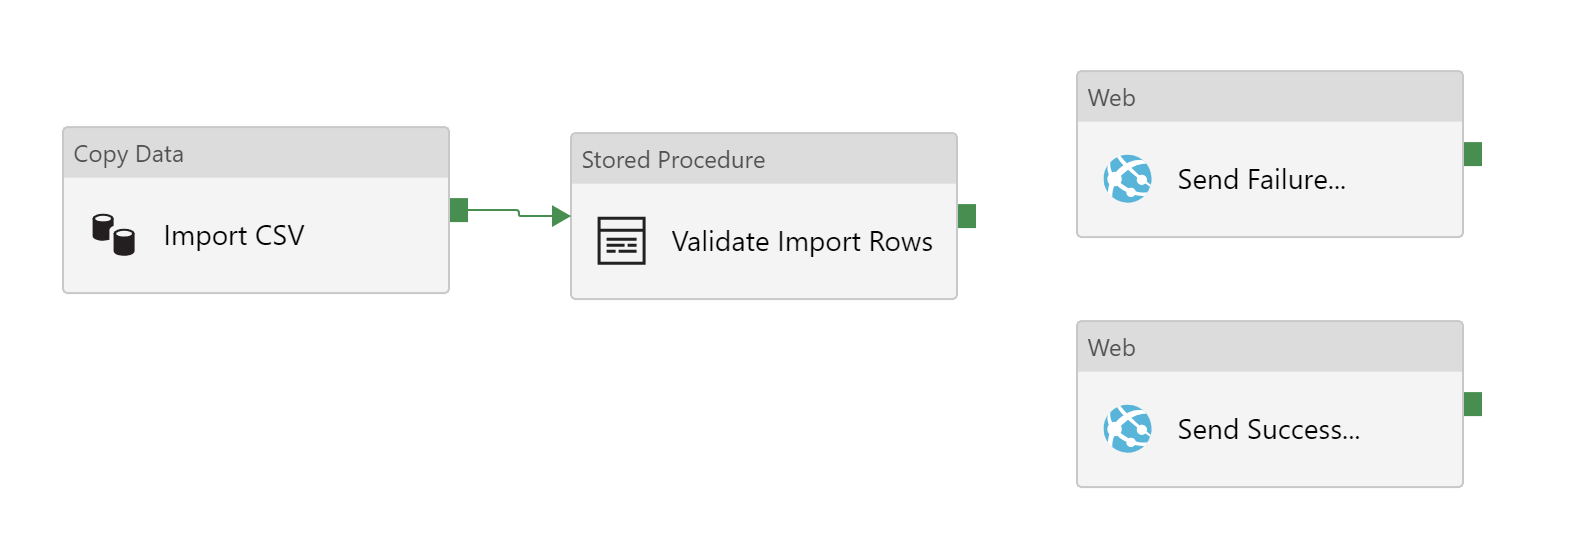 Copy Data
Import CSV
Stored Procedure
Validate Import Rows
Web
Send Failure...
Web
Send Success...